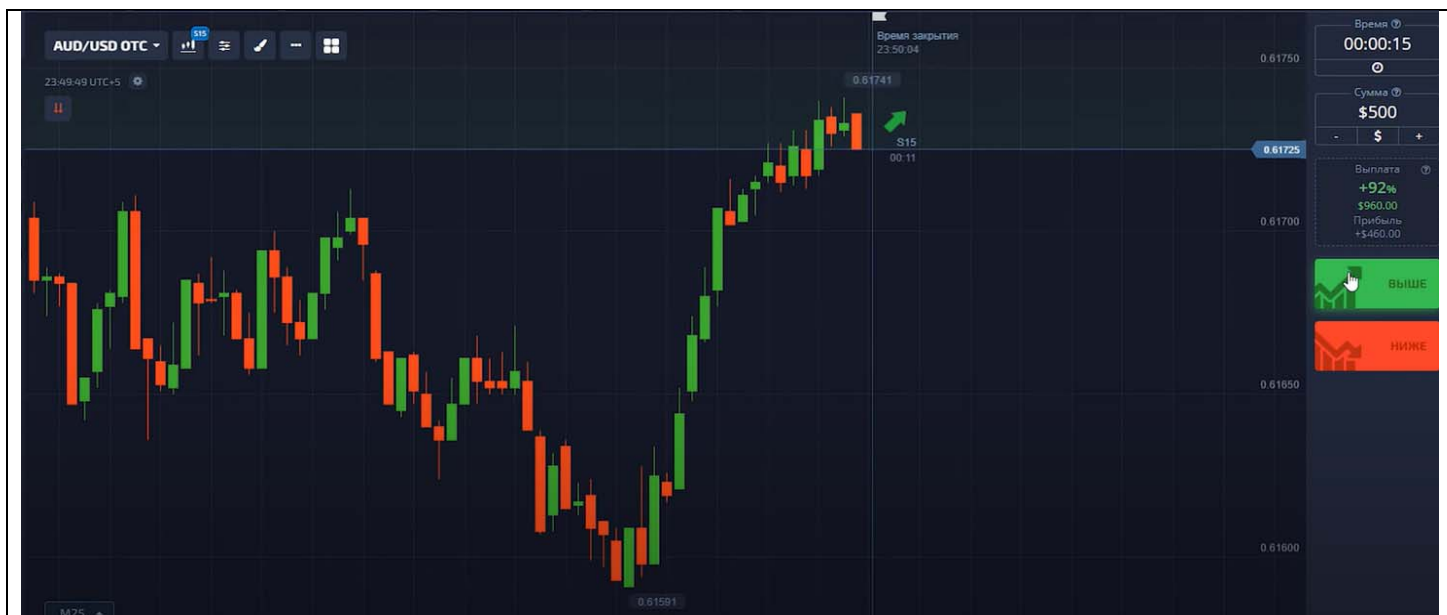 AUD/USD OTC
S15
23:49:49 UTC+5
Время закрытия
23:50:04
0.61741
S15
00:11
0.61750
0.61725
0.61700
0.61650
0.61600
0.61591
M25
Время
00:00:15
Сумма
$500
- $ +
Выплата
+92%
$960.00
Прибыль
+$460.00
ВЫШЕ
НИЖЕ